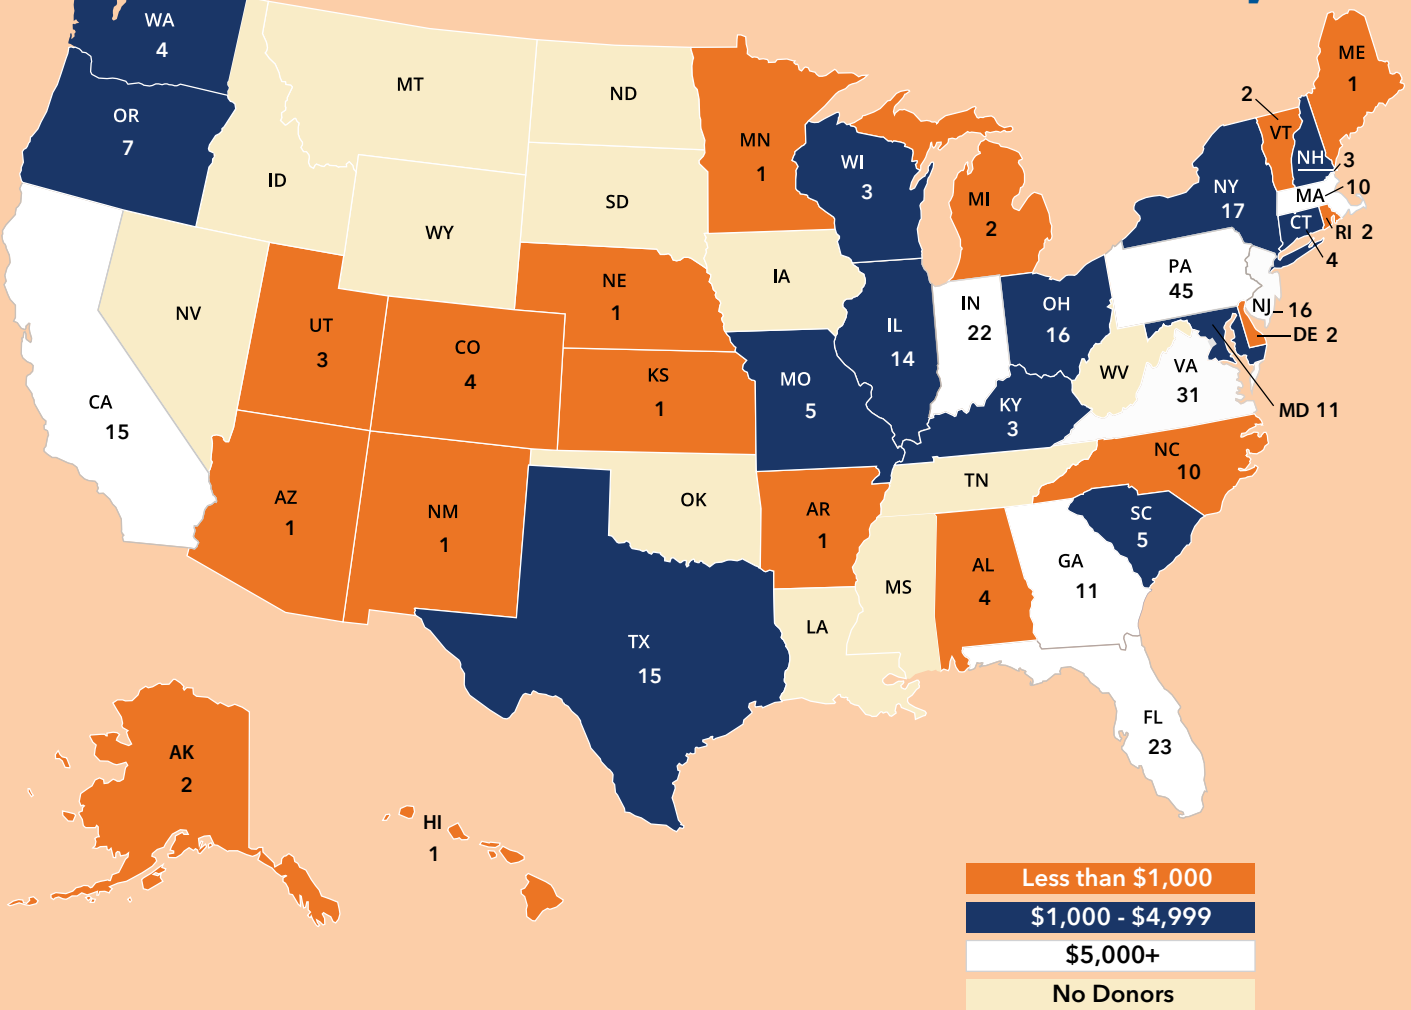 WA
4
OR
7
MT
ND
ID
WY
SD
MN
1
WI
3
MI
2
ME
1
2
VT
NH
3
NY
17
MA
10
CT
4
RI 2
CA
15
NV
UT
3
CO
4
NE
1
KS
1
IA
MO
5
IL
14
IN
22
OH
16
PA
45
NJ
16
DE 2
MD 11
WV
VA
31
KY
3
NC
10
TN
SC
5
GA
11
AL
4
MS
AR
1
LA
OK
TX
15
NM
1
AZ
1
FL
23
AK
2
HI
1
Less than $1,000
$1,000 - $4,999
$5,000+
No Donors